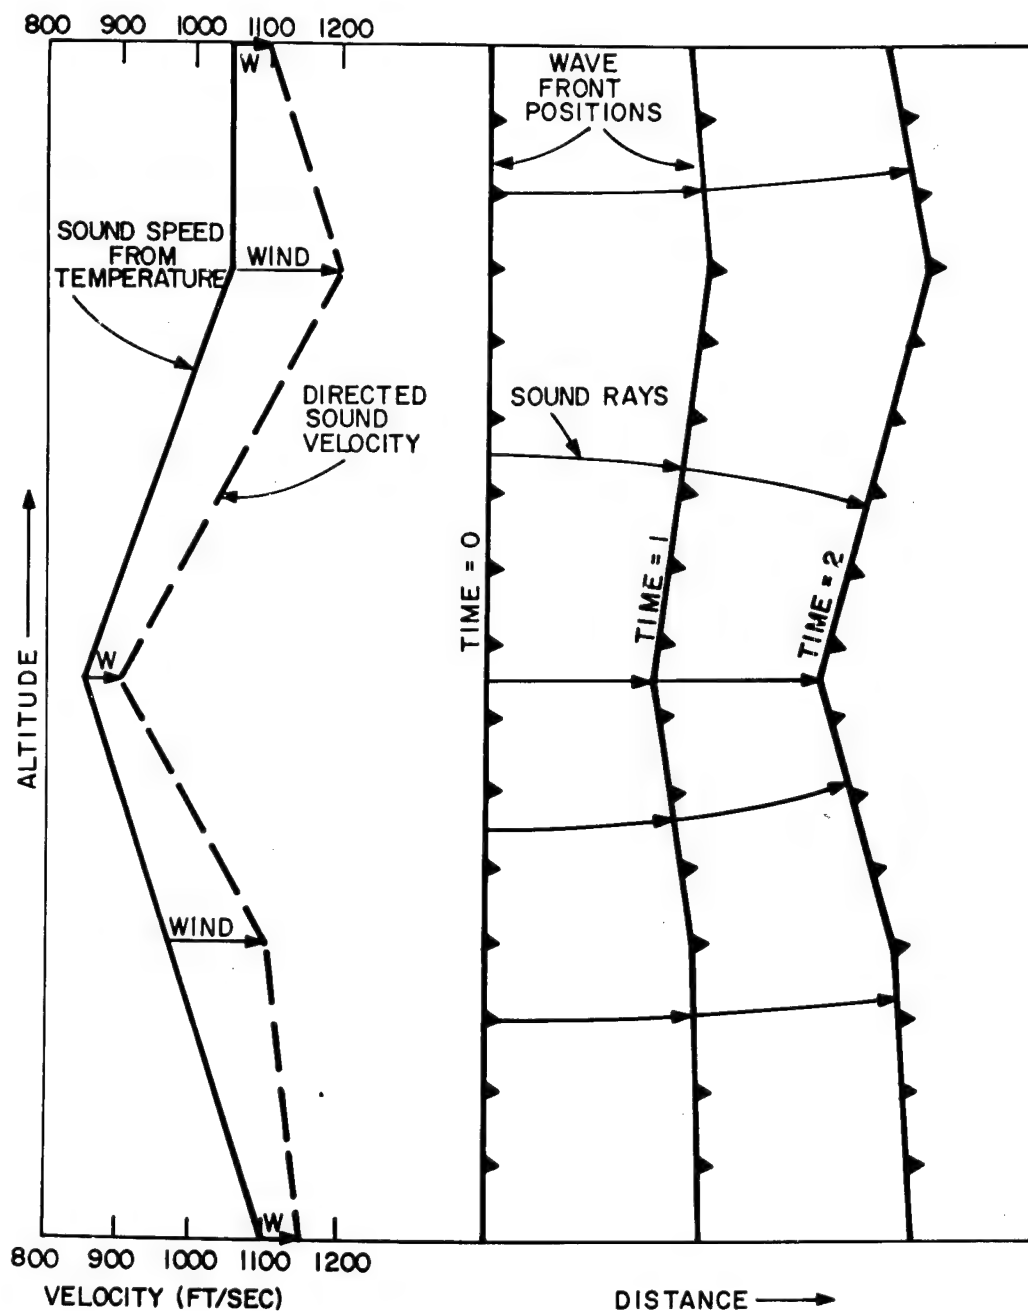 800 900 1000 1100 1200
W
WAVE
FRONT
POSITIONS
SOUND SPEED
FROM
TEMPERATURE
WIND
DIRECTED
SOUND
VELOCITY
SOUND RAYS
TIME = 0
TIME = 1
TIME = 2
ALTITUDE
W
WIND
W
800 900 1000 1100 1200
VELOCITY (FT/SEC)
DISTANCE